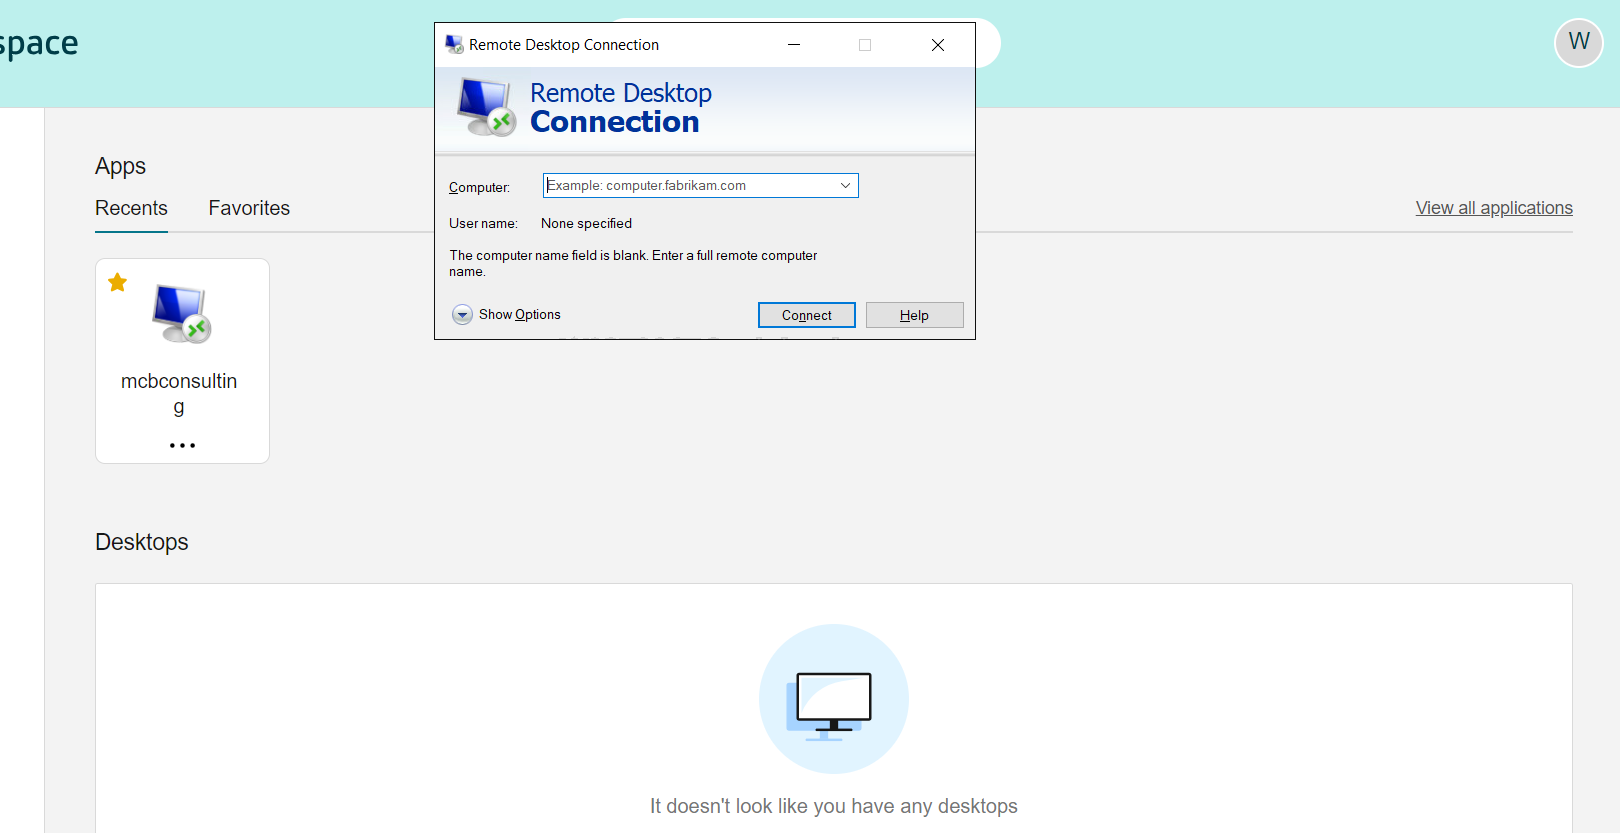 space
W
Remote Desktop Connection
Remote Desktop
Connection
Computer:
Example: computer.fabrikam.com
User name:
None specified
The computer name field is blank. Enter a full remote computer
name.
Show Options
Connect
Help
Apps
Recents
Favorites
View all applications
mcbconsultin
g
...
Desktops
It doesn't look like you have any desktops